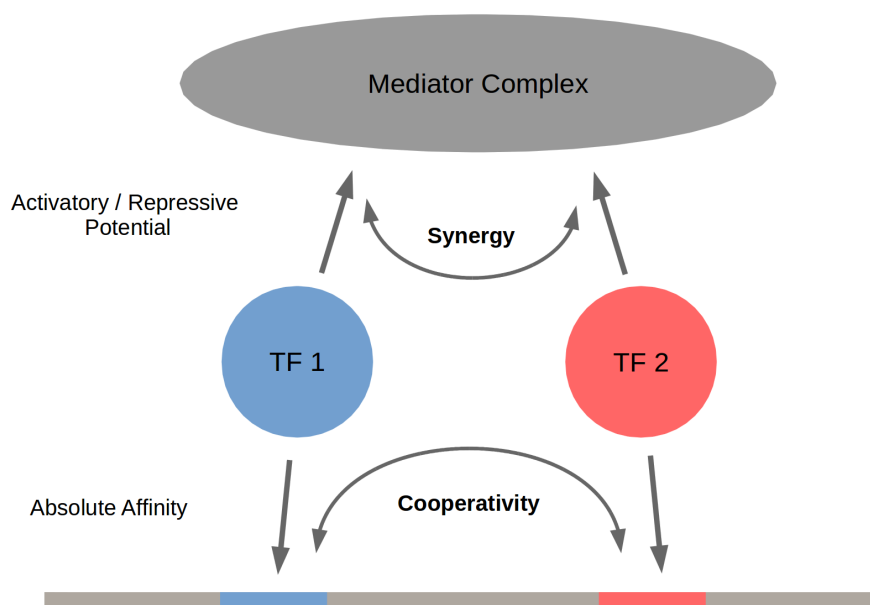 Mediator Complex
Activatory / Repressive
Potential
Synergy
TF 1
TF 2
Absolute Affinity
Cooperativity